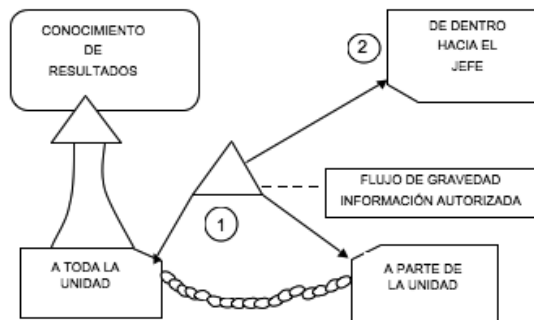 CONOCIMIENTO
DE
RESULTADOS
2
DE DENTRO
HACIA EL
JEFE
FLUJO DE GRAVEDAD
INFORMACIÓN AUTORIZADA
1
A TODA LA
UNIDAD
A PARTE DE
LA UNIDAD